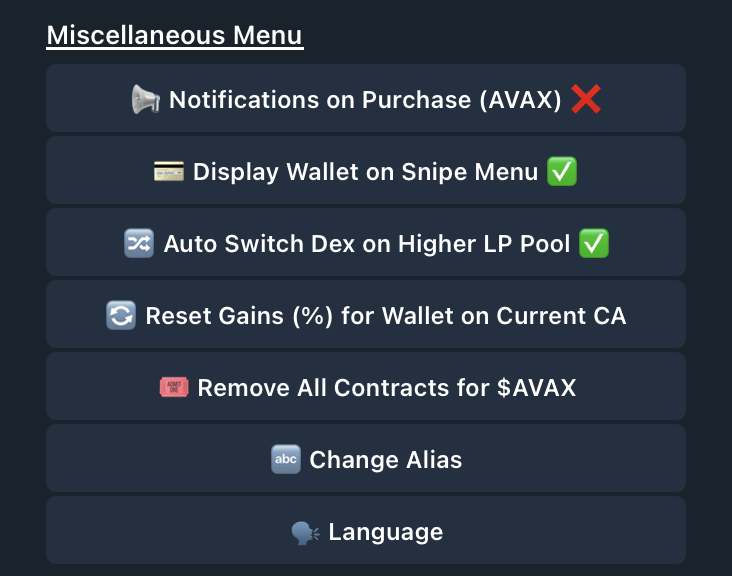 Miscellaneous Menu
📢 Notifications on Purchase (AVAX) ❌
💳 Display Wallet on Snipe Menu ✅
🔀 Auto Switch Dex on Higher LP Pool ✅
🔄 Reset Gains (%) for Wallet on Current CA
🎟 Remove All Contracts for $AVAX
🔤 Change Alias
🗣 Language